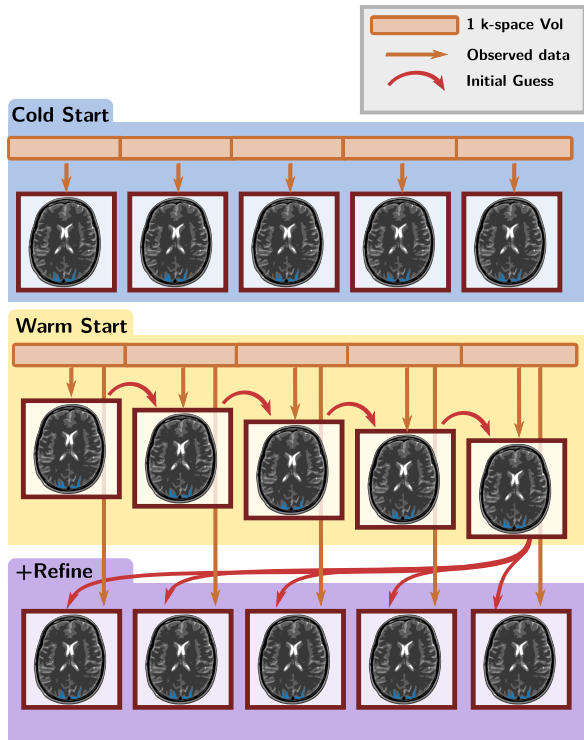 1 k-space Vol
Observed data
Initial Guess
Cold Start
Warm Start
+Refine